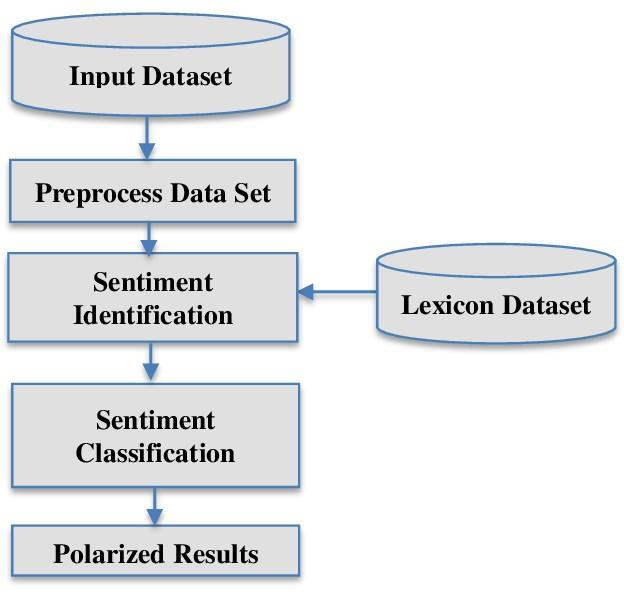 Input Dataset
Preprocess Data Set
Sentiment
Identification
Lexicon Dataset
Sentiment
Classification
Polarized Results